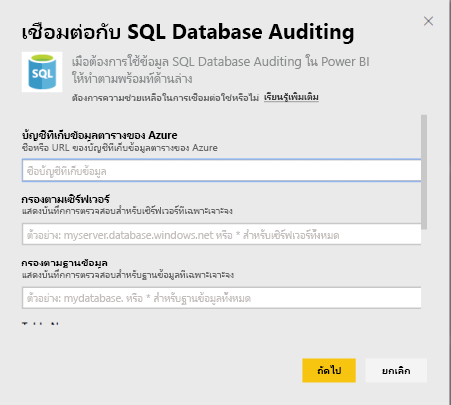 เชื่อมต่อกับ SQL Database Auditing
เมื่อต้องการใช้ข้อมูล SQL Database Auditing ใน Power BI
ให้ทำตามพร้อมท์ด้านล่าง
ต้องการความช่วยเหลือในการเชื่อมต่อใช่หรือไม่ เรียนรู้เพิ่มเติม
บัญชีที่เก็บข้อมูลตารางของ Azure
ชื่อหรือ URL ของบัญชีที่เก็บข้อมูลตารางของ Azure
ชื่อบัญชีที่เก็บข้อมูล
กรองตามเซิร์ฟเวอร์
แสดงบันทึกการตรวจสอบสำหรับเซิร์ฟเวอร์ที่เฉพาะเจาะจง
ตัวอย่าง: myserver.database.windows.net หรือ * สำหรับเซิร์ฟเวอร์ทั้งหมด
กรองตามฐานข้อมูล
แสดงบันทึกการตรวจสอบสำหรับฐานข้อมูลที่เฉพาะเจาะจง
ตัวอย่าง: mydatabase. หรือ * สำหรับฐานข้อมูลทั้งหมด
ถัดไป
ยกเลิก